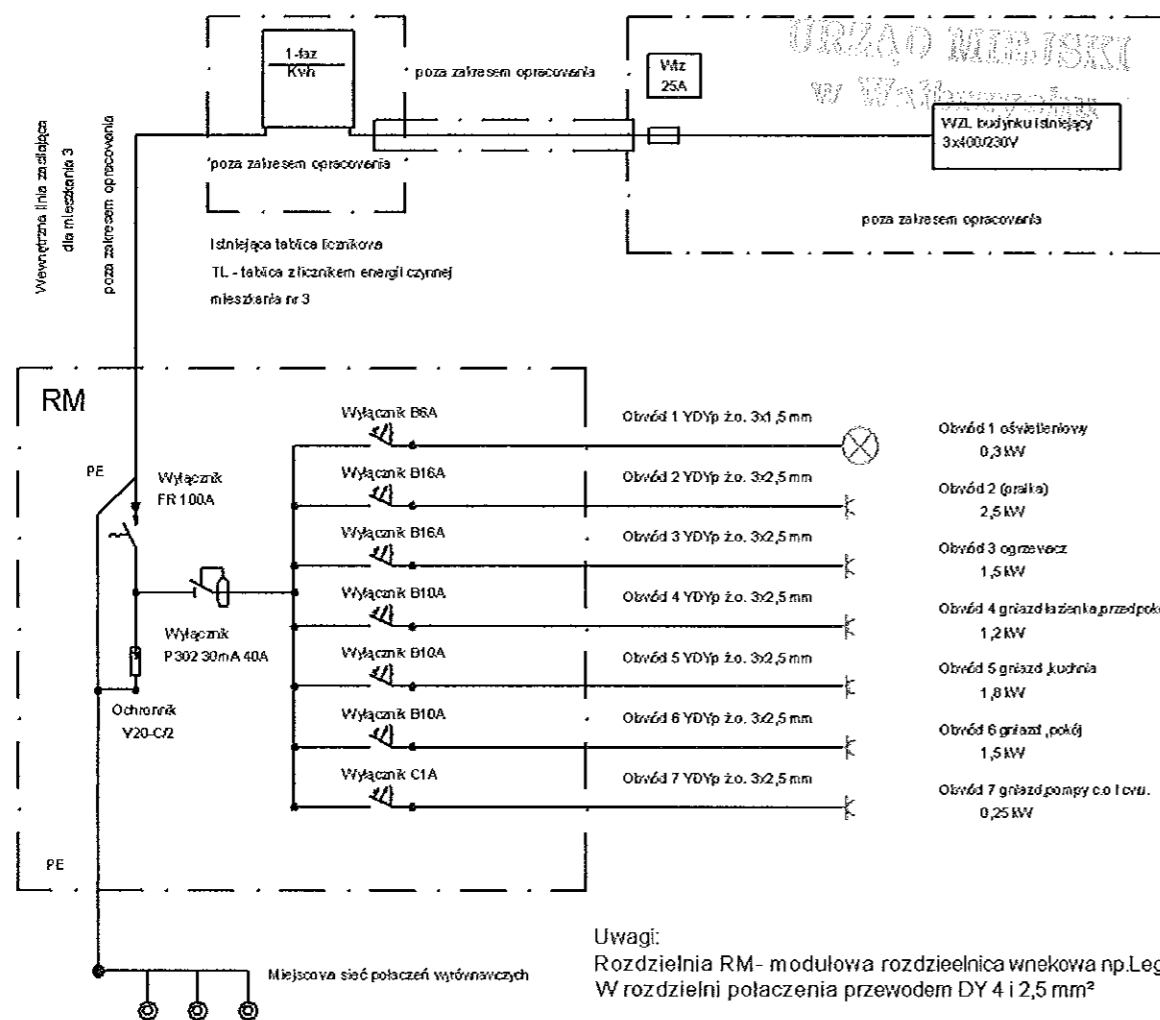 URZĄD MIEJSKI
w Wałbrzychu
1-faz
Kvh
poza zakresem opracowania
Wlz
25A
WZL budynku istniejący
3x400/230V
poza zakresem opracowania
poza zakresem opracowania
Wewnętrzna linia zasilająca
dla mieszkania 3
poza zakresem opracowania
Istniejąca tablica licznikowa
TL - tablica z licznikem energii czynnej
mieszkania nr 3
RM
PE
Wyłącznik
FR 100A
Wyłącznik
P302 30mA 40A
Ochronnik
V20-C/2
PE
Wyłącznik B6A
Obwód 1 YDYp ż.o. 3x1,5 mm
Obwód 1 oświetleniowy
0,3 kW
Wyłącznik B16A
Obwód 2 YDYp ż.o. 3x2,5 mm
Obwód 2 (pralka)
2,5 kW
Wyłącznik B16A
Obwód 3 YDYp ż.o. 3x2,5 mm
Obwód 3 ogrzewacz
1,5 kW
Wyłącznik B10A
Obwód 4 YDYp ż.o. 3x2,5 mm
Obwód 4 gniazd łazienka,przedpok
1,2 kW
Wyłącznik B10A
Obwód 5 YDYp ż.o. 3x2,5 mm
Obwód 5 gniazd ,kuchnia
1,8 kW
Wyłącznik B10A
Obwód 6 YDYp ż.o. 3x2,5 mm
Obwód 6 gniazd ,pokój
1,5 kW
Wyłącznik C1A
Obwód 7 YDYp ż.o. 3x2,5 mm
Obwód 7 gniazd,pompy c.o i cwu.
0,25 kW
Miejscowa sieć połaczeń wyrównawczych
Uwagi:
Rozdzielnia RM- modułowa rozdzieelnica wnekowa np.Leg
W rozdzielni połaczenia przewodem DY 4 i 2,5 mm²